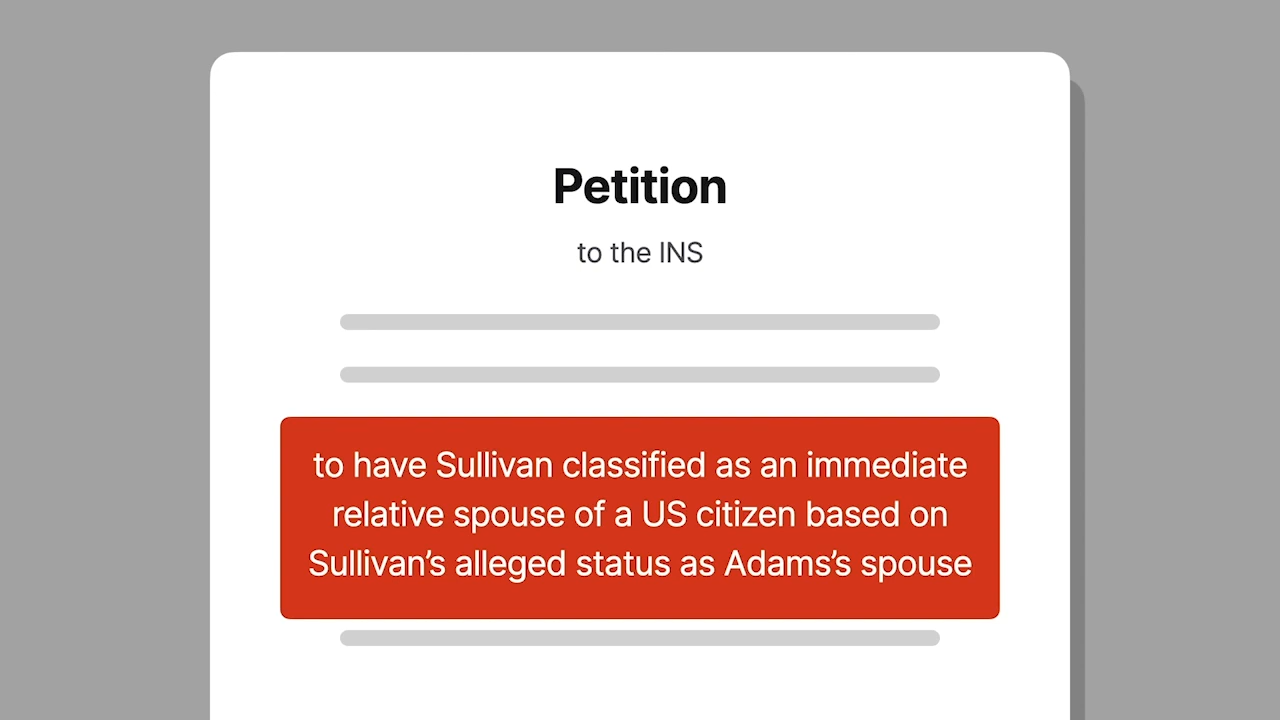 Petition
to the INS
to have Sullivan classified as an immediate
relative spouse of a US citizen based on
Sullivan’s alleged status as Adams’s spouse